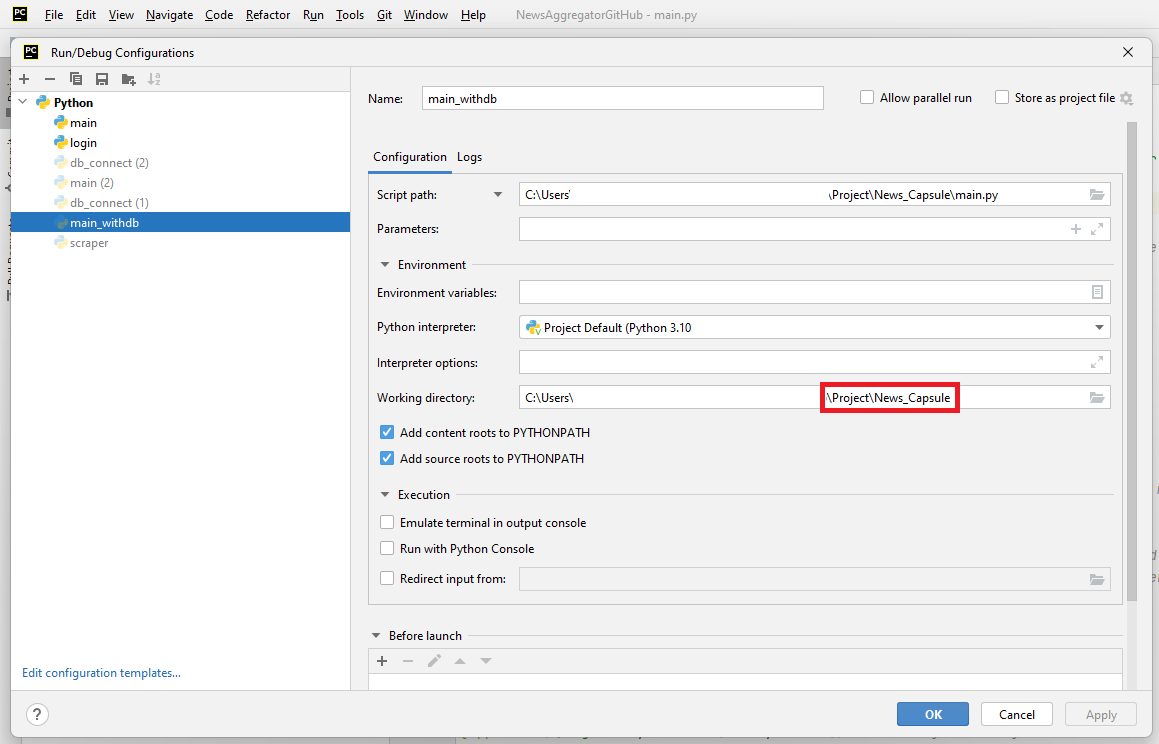 PC File Edit View Navigate Code Refactor Run Tools Git Window Help NewsAggregatorGitHub - main.py
PC Run/Debug Configurations
Python
main
login
db_connect (2)
main (2)
db_connect (1)
main_withdb
scraper
Edit configuration templates...
Name: main_withdb Allow parallel run Store as project file
Configuration Logs
Script path: C:\Users \Project\News_Capsule\main.py
Parameters:
Environment
Environment variables:
Python interpreter: Project Default (Python 3.10
Interpreter options:
Working directory: C:\Users\ \Project\News_Capsule
Add content roots to PYTHONPATH
Add source roots to PYTHONPATH
Execution
Emulate terminal in output console
Run with Python Console
Redirect input from:
Before launch
? OK Cancel Apply